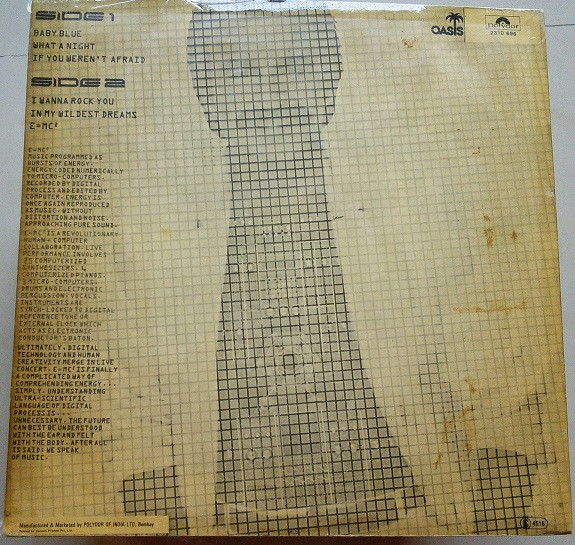 SIDE 1
BABY BLUE
WHAT A NIGHT
IF YOU WEREN'T AFRAID
SIDE 2
I WANNA ROCK YOU
IN MY WILDEST DREAMS
E=MC²
OASIS
Polydor
2310 698
E=MC²
MUSIC PROGRAMMED AS
BURSTS OF ENERGY.
ENERGY CODED NUMERICALLY
TO MICRO-COMPUTERS.
RECORDED BY DIGITAL
PROCESS AND EDITED BY
COMPUTER. ENERGY IS
ONCE AGAIN REPRODUCED
AS MUSIC. WITHOUT
DISTORTION AND NOISE.
APPROACHING PURE SOUND.
E=MC² IS A REVOLUTIONARY
HUMAN + COMPUTER
COLLABORATION. LIVE
PERFORMANCE INVOLVES
25 COMPUTERIZED
SYNTHESIZERS. 4
COMPUTERIZED PIANOS.
3 MICRO-COMPUTERS.
DRUMS AND ELECTRONIC
PERCUSSION. VOCALS.
INSTRUMENTS ARE
SYNCH-LOCKED TO DIGITAL
REFERENCE TONE OR
EXTERNAL CLOCK WHICH
ACTS AS ELECTRONIC
CONDUCTOR'S BATON.
ULTIMATELY. DIGITAL
TECHNOLOGY AND HUMAN
CREATIVITY MERGE IN LIVE
CONCERT. E=MC² IS FINALLY
A COMPLICATED WAY OF
COMPREHENDING ENERGY...
SIMPLY. UNDERSTANDING
ULTRA-SCIENTIFIC
LANGUAGE OF DIGITAL
PROCESS IS...
UNNECESSARY. THE FUTURE
CAN BEST BE UNDERSTOOD
WITH THE EAR AND FELT
WITH THE BODY. AFTER ALL
IS SAID: WE SPEAK
OF MUSIC.
Manufactured & Marketed by POLYDOR OF INDIA LTD. Bombay